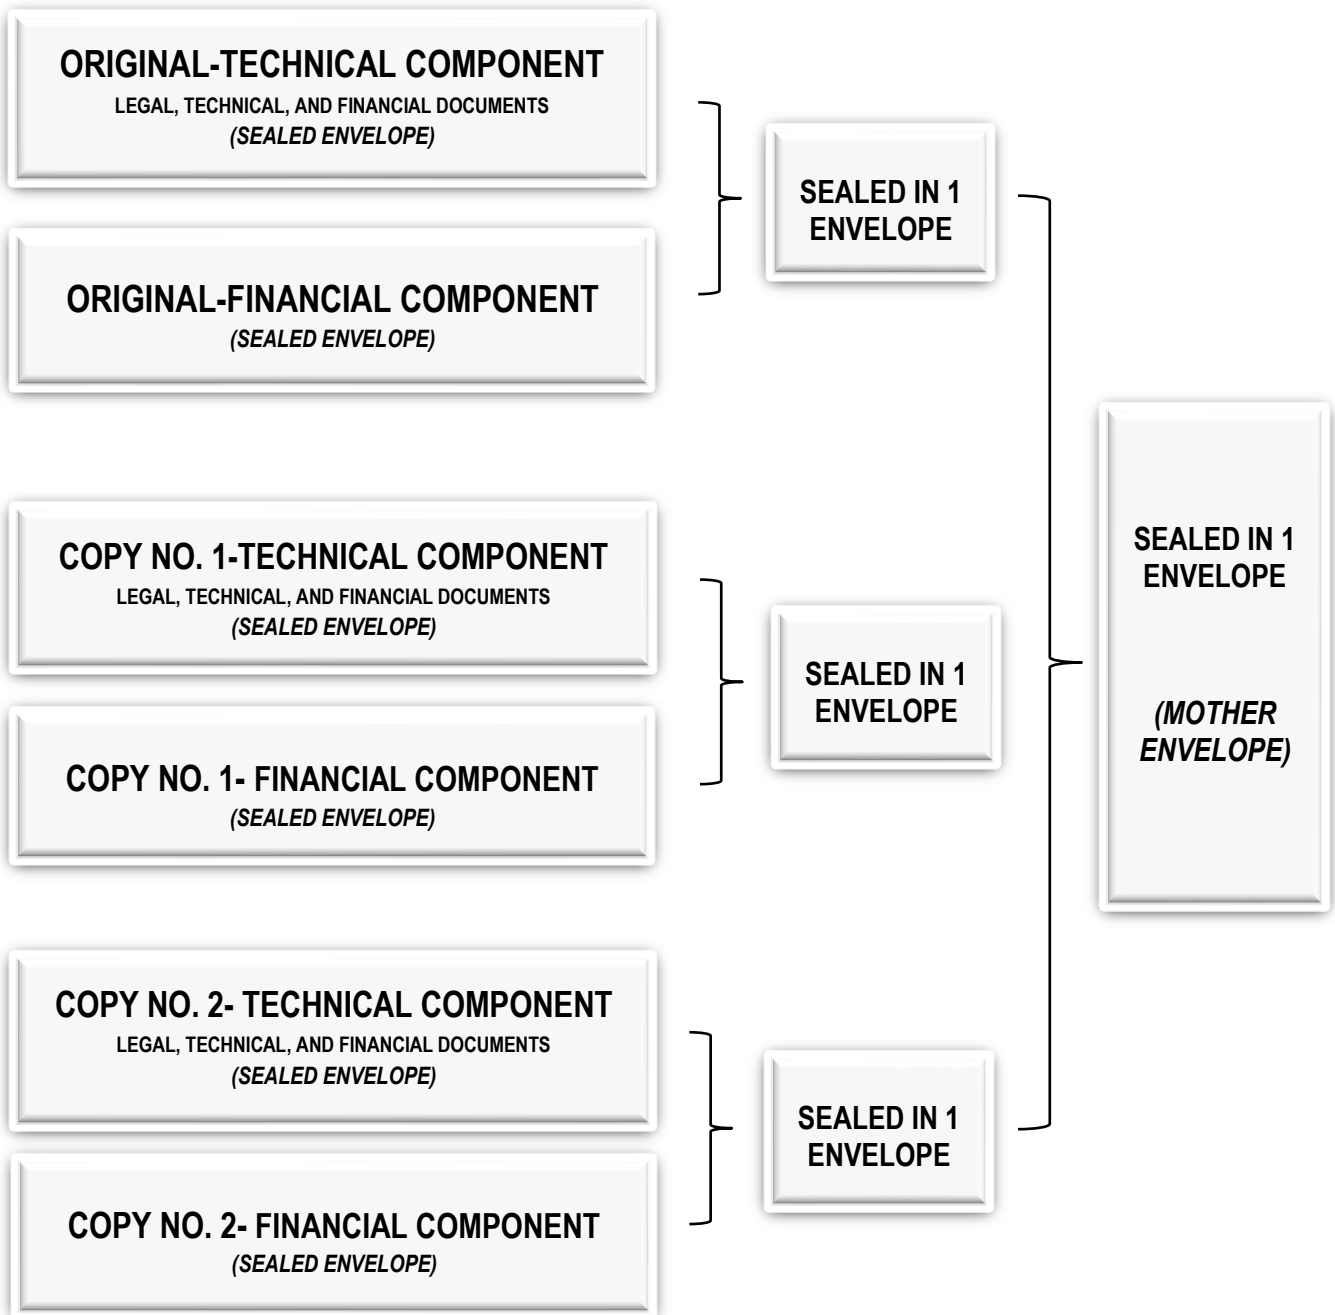 ORIGINAL-TECHNICAL COMPONENT
LEGAL, TECHNICAL, AND FINANCIAL DOCUMENTS
(SEALED ENVELOPE)
ORIGINAL-FINANCIAL COMPONENT
(SEALED ENVELOPE)
SEALED IN 1
ENVELOPE
COPY NO. 1-TECHNICAL COMPONENT
LEGAL, TECHNICAL, AND FINANCIAL DOCUMENTS
(SEALED ENVELOPE)
COPY NO. 1- FINANCIAL COMPONENT
(SEALED ENVELOPE)
SEALED IN 1
ENVELOPE
COPY NO. 2- TECHNICAL COMPONENT
LEGAL, TECHNICAL, AND FINANCIAL DOCUMENTS
(SEALED ENVELOPE)
COPY NO. 2- FINANCIAL COMPONENT
(SEALED ENVELOPE)
SEALED IN 1
ENVELOPE
SEALED IN 1
ENVELOPE
(MOTHER
ENVELOPE)